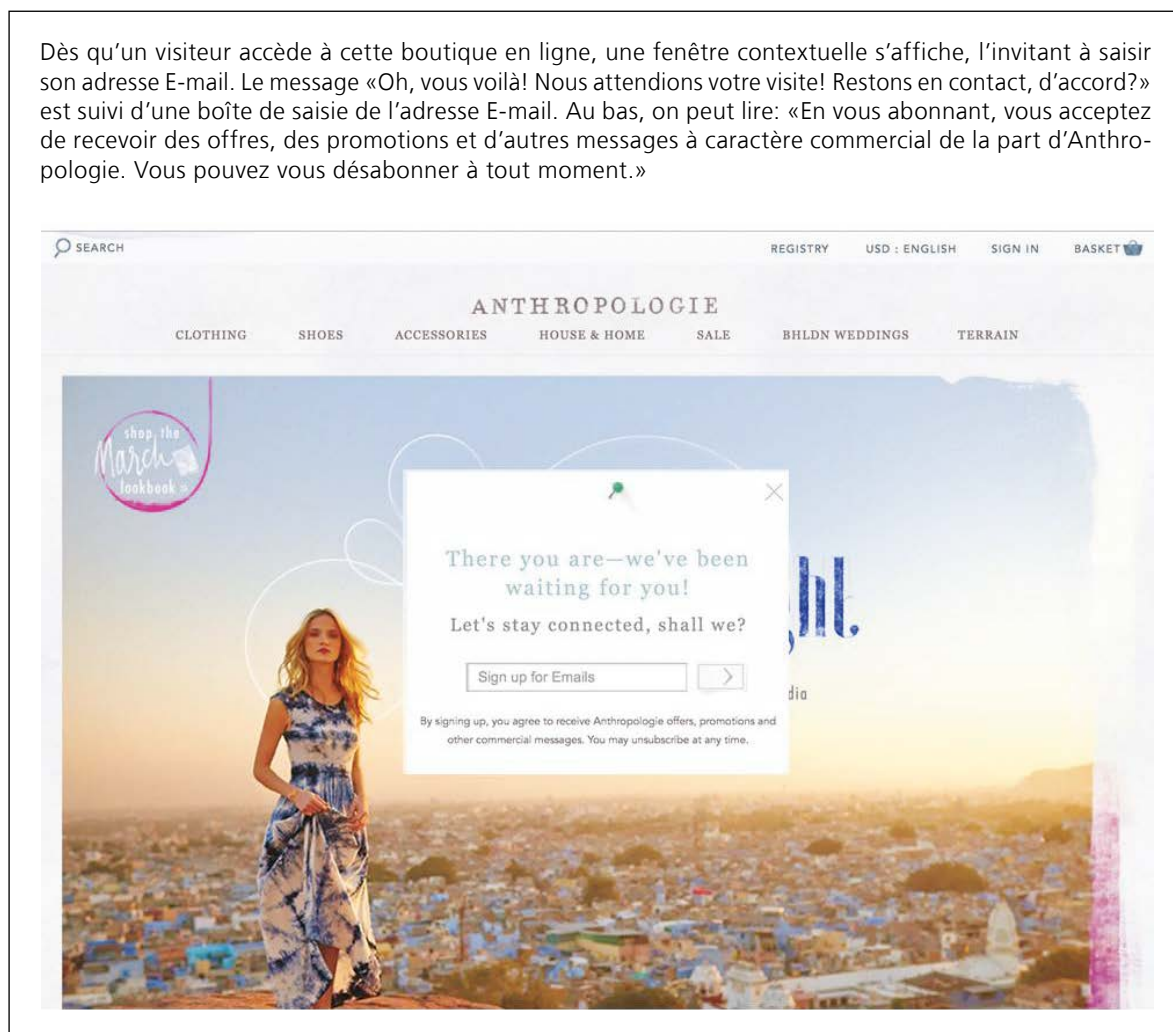 Dès qu’un visiteur accède à cette boutique en ligne, une fenêtre contextuelle s’affiche, l’invitant à saisir
son adresse E-mail. Le message «Oh, vous voilà! Nous attendions votre visite! Restons en contact, d’accord?»
est suivi d’une boîte de saisie de l’adresse E-mail. Au bas, on peut lire: «En vous abonnant, vous acceptez
de recevoir des offres, des promotions et d’autres messages à caractère commercial de la part d’Anthro-
pologie. Vous pouvez vous désabonner à tout moment.»
SEARCH REGISTRY USD : ENGLISH SIGN IN BASKET
ANTHROPOLOGIE
CLOTHING SHOES ACCESSORIES HOUSE & HOME SALE BHLDN WEDDINGS TERRAIN
shop the
March
lookbook »
There you are—we've been
waiting for you!
Let's stay connected, shall we?
Sign up for Emails
By signing up, you agree to receive Anthropologie offers, promotions and
other commercial messages. You may unsubscribe at any time.